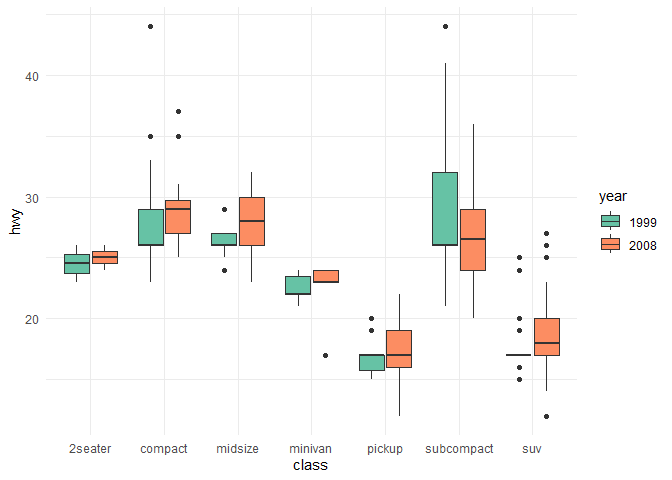 hwy
40
30
20
2seater
compact
midsize
minivan
pickup
subcompact
suv
class
year
1999
2008